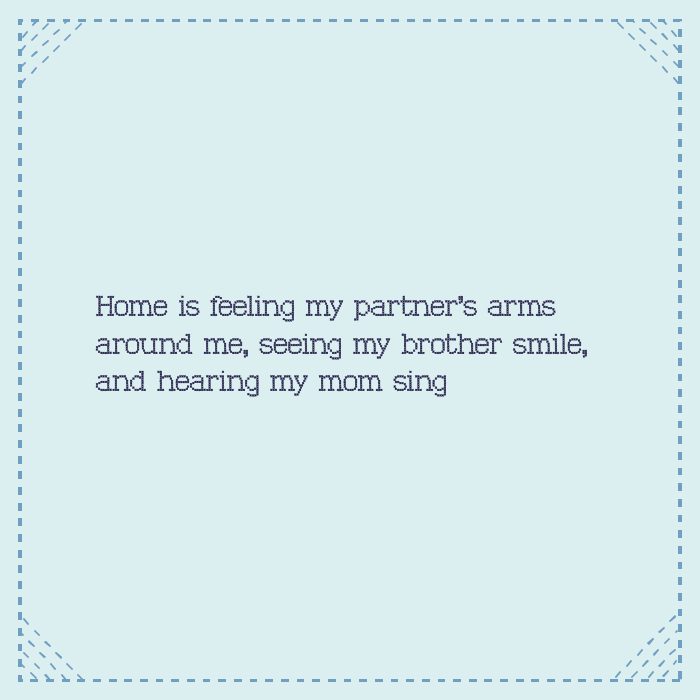 Home is feeling my partner's arms
around me, seeing my brother smile,
and hearing my mom sing